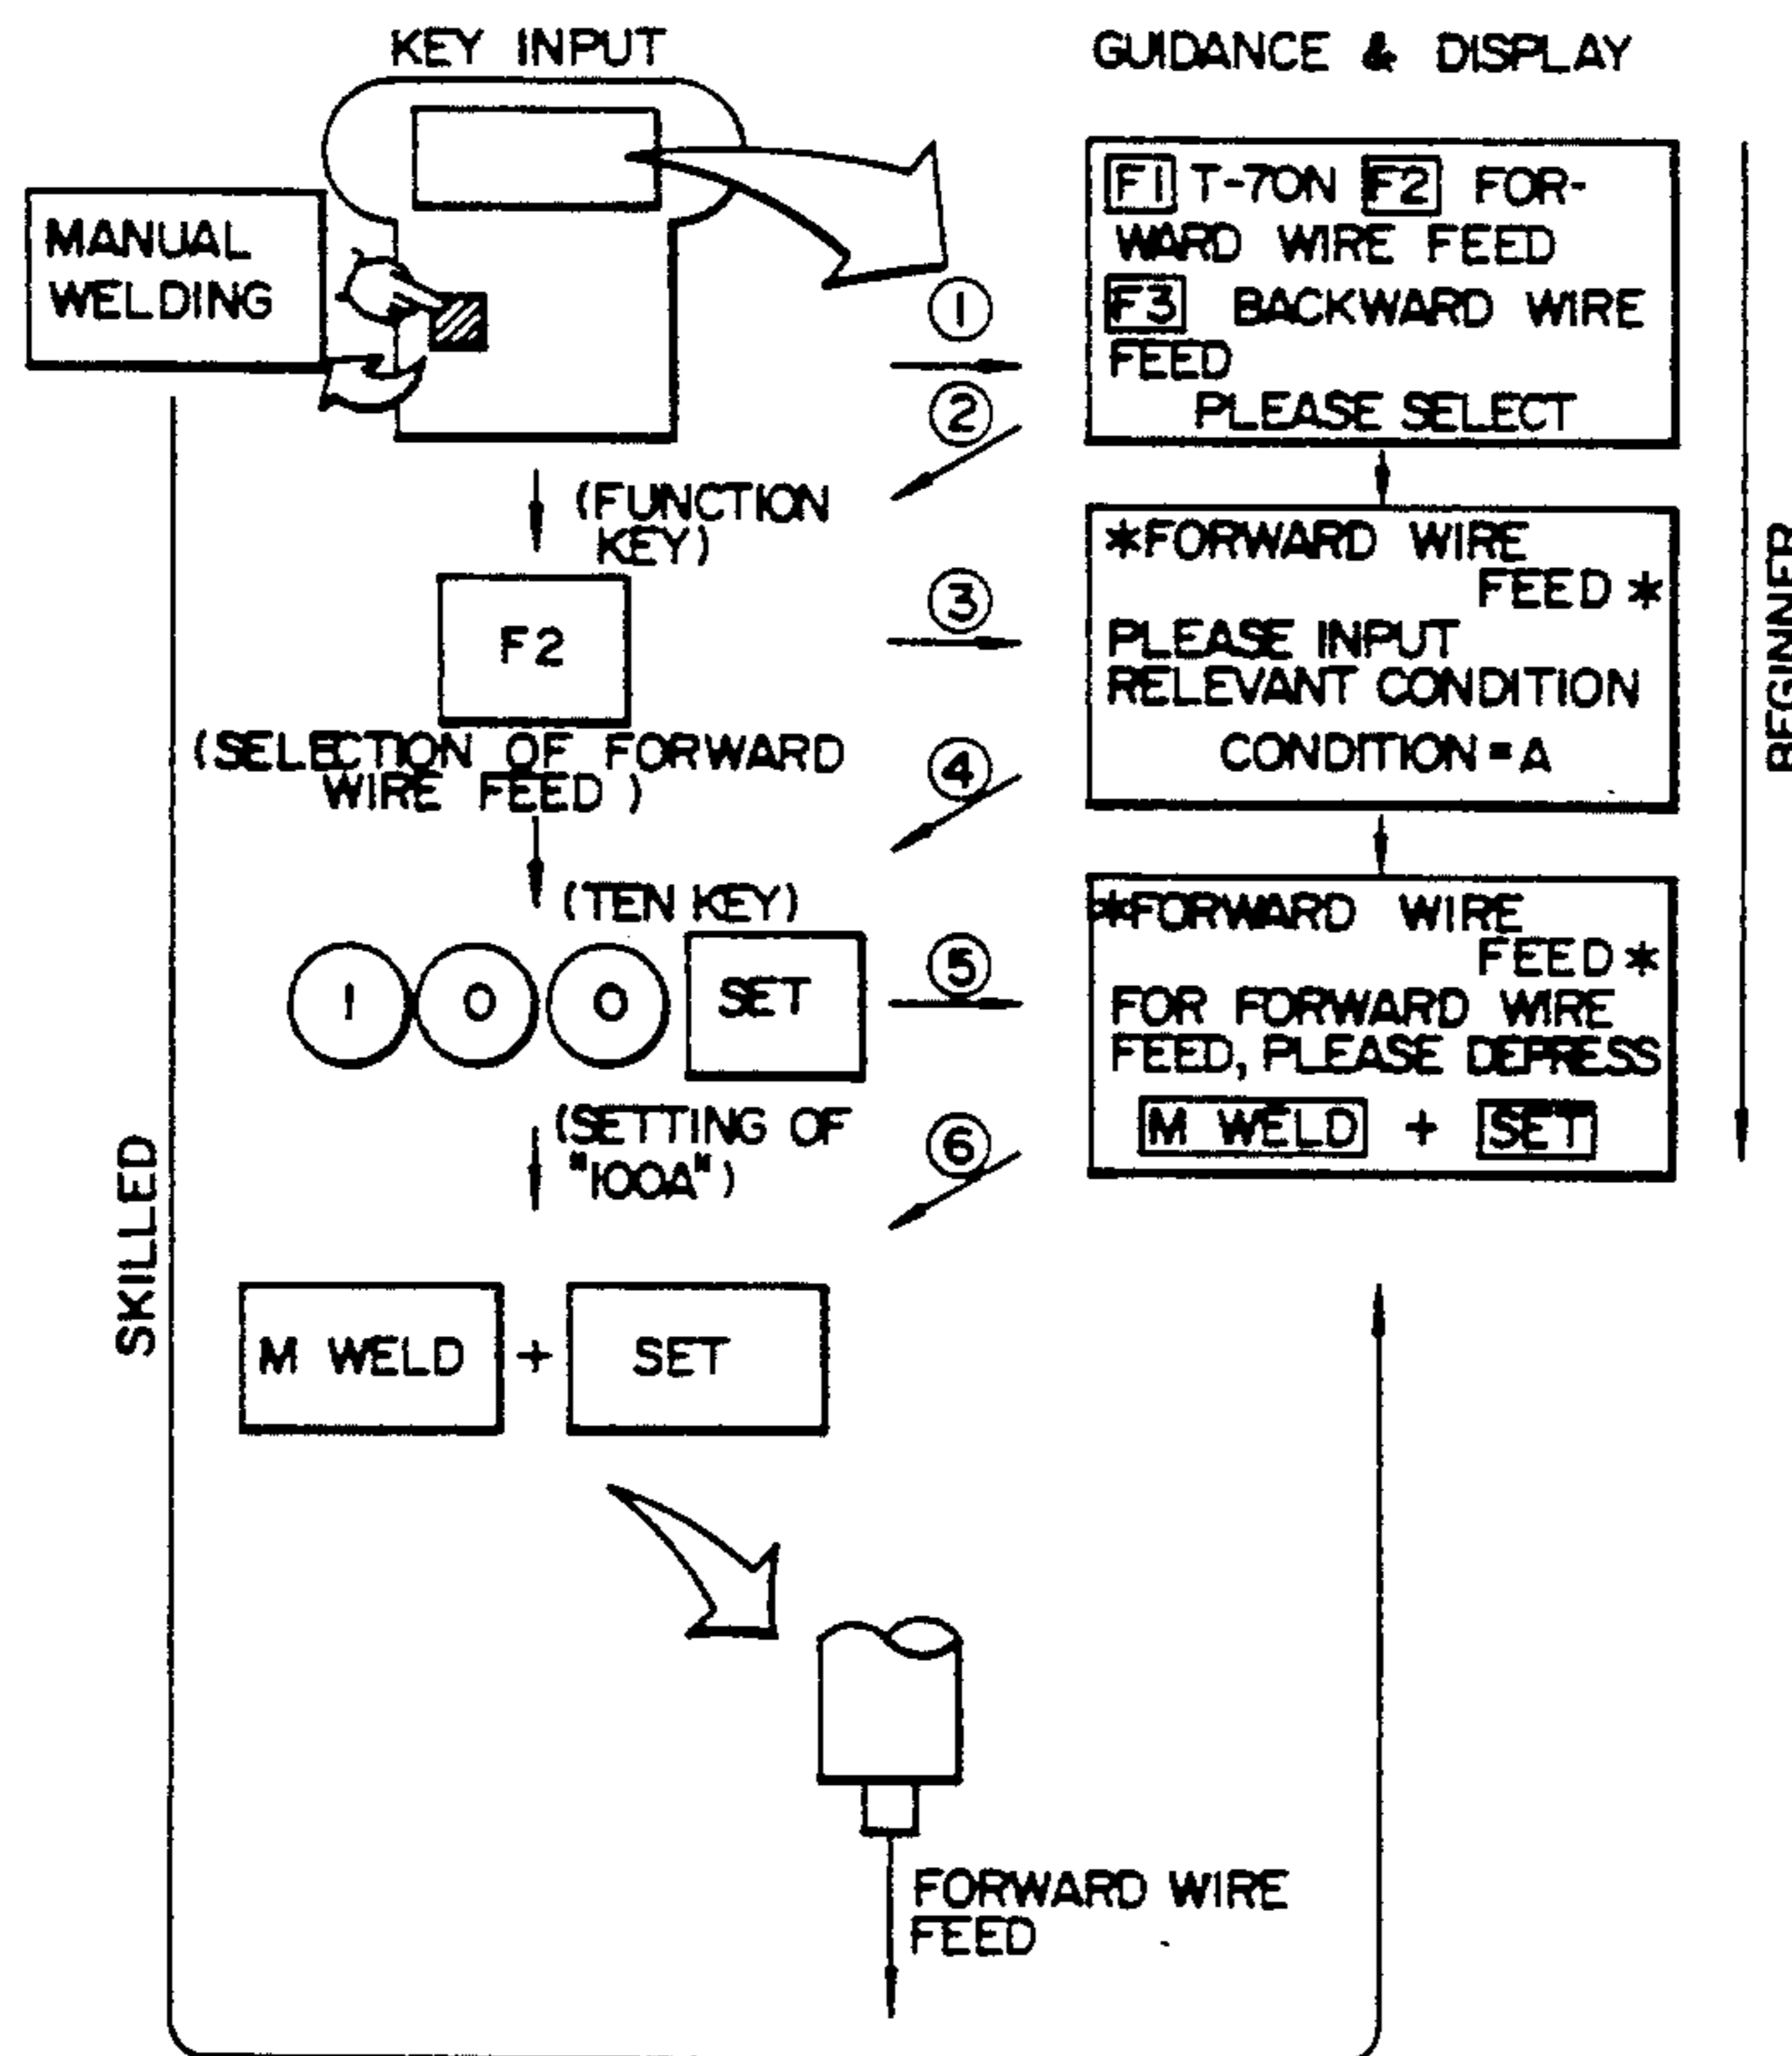 KEY INPUT
GUIDANCE & DISPLAY
MANUAL
WELDING
F1 T-7ON F2 FOR-
WARD WIRE FEED
F3 BACKWARD WIRE
FEED
PLEASE SELECT
1
2
(FUNCTION
KEY)
F2
(SELECTION OF FORWARD
WIRE FEED)
3
*FORWARD WIRE
FEED*
PLEASE INPUT
RELEVANT CONDITION
CONDITION=A
4
(TEN KEY)
1 0 0 SET
(SETTING OF
"100A")
5
*FORWARD WIRE
FEED*
FOR FORWARD WIRE
FEED, PLEASE DEPRESS
M WELD + SET
6
M WELD + SET
FORWARD WIRE
FEED
SKILLED
BEGINNER